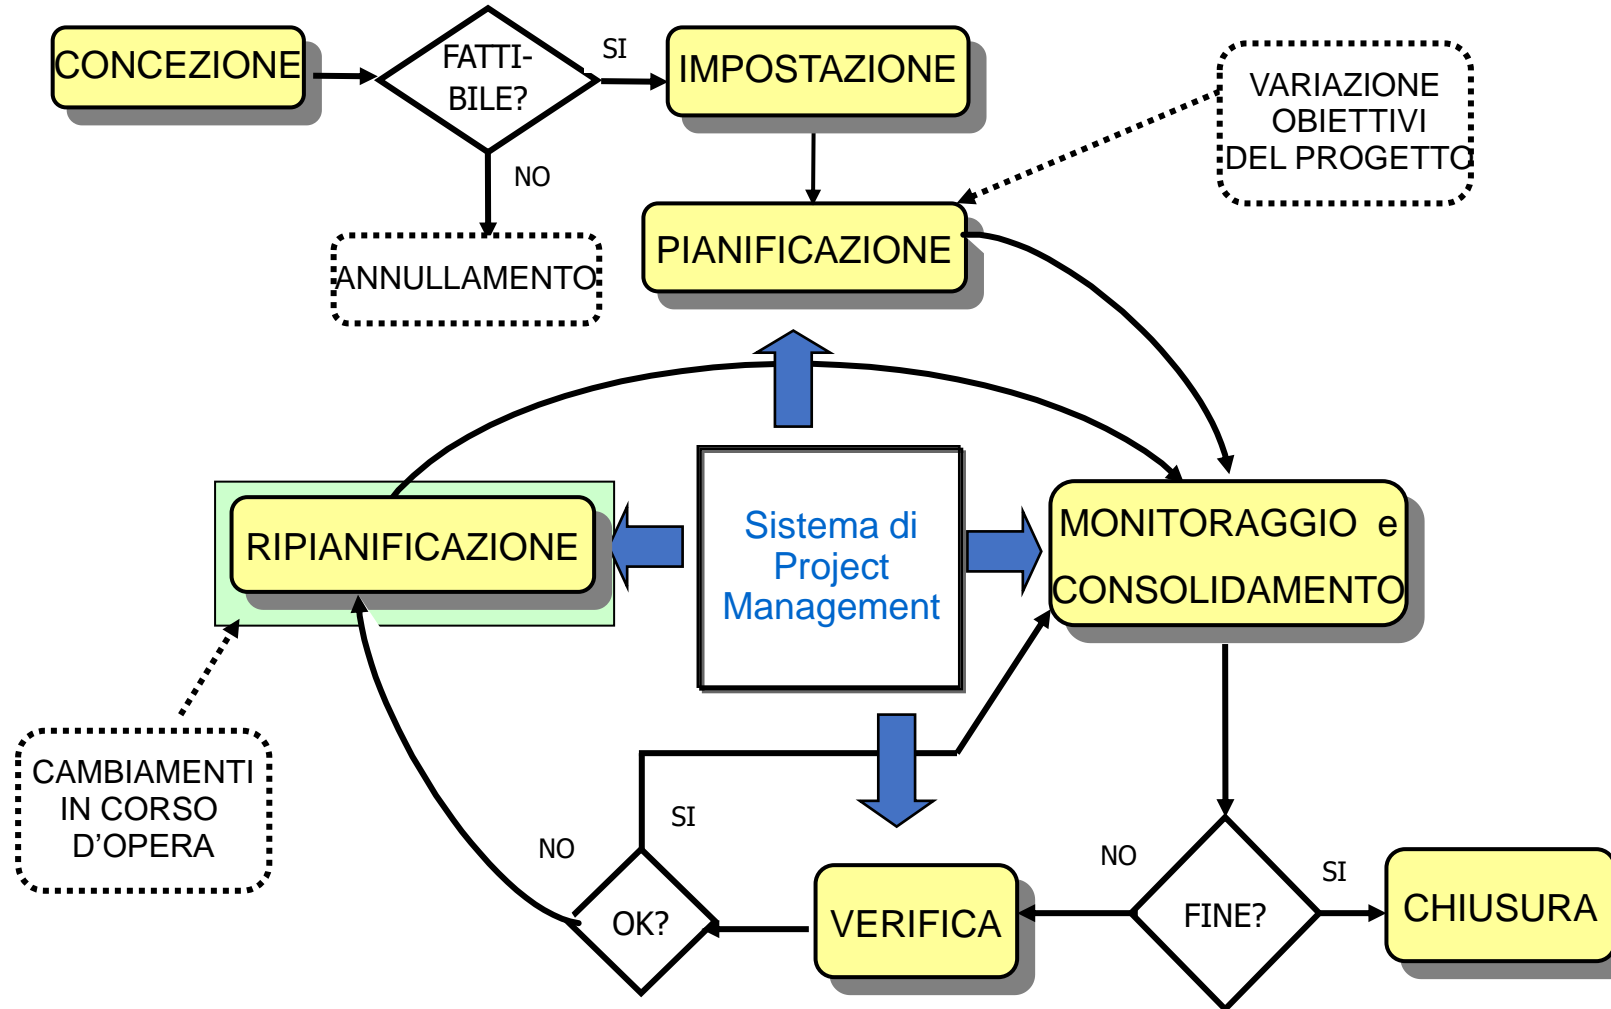 CONCEZIONE
FATTI-
BILE?
SI
IMPOSTAZIONE
VARIAZIONE
OBIETTIVI
DEL PROGETTO
NO
ANNULLAMENTO
PIANIFICAZIONE
RIPIANIFICAZIONE
Sistema di
Project
Management
MONITORAGGIO e
CONSOLIDAMENTO
CAMBIAMENTI
IN CORSO
D’OPERA
NO
SI
OK?
VERIFICA
NO
FINE?
SI
CHIUSURA